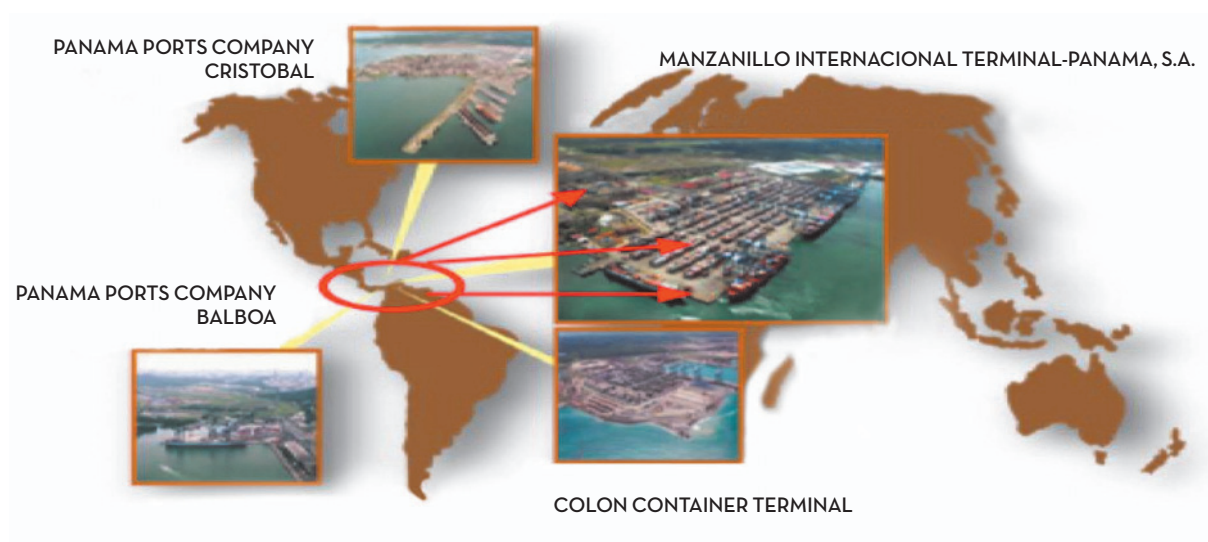 PANAMA PORTS COMPANY
CRISTOBAL
MANZANILLO INTERNACIONAL TERMINAL-PANAMA, S.A.
PANAMA PORTS COMPANY
BALBOA
COLON CONTAINER TERMINAL